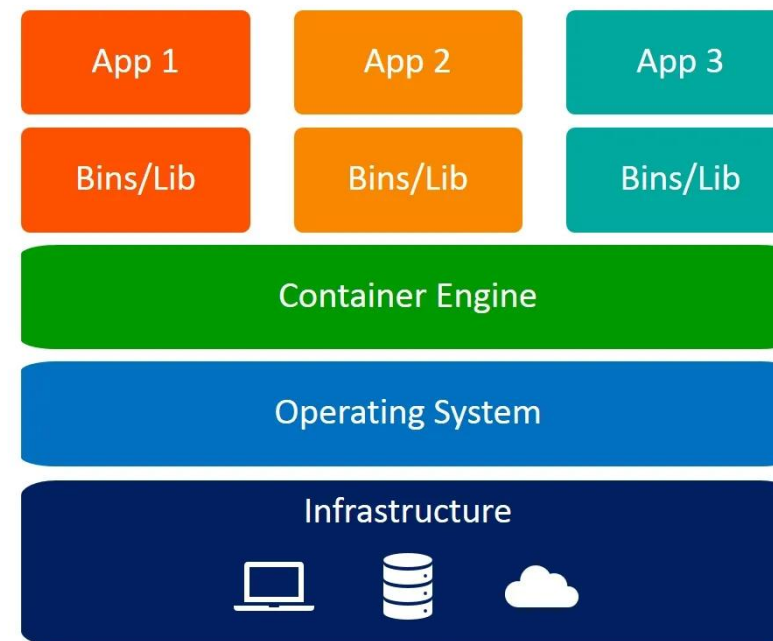 App 1
App 2
App 3
Bins/Lib
Bins/Lib
Bins/Lib
Container Engine
Operating System
Infrastructure